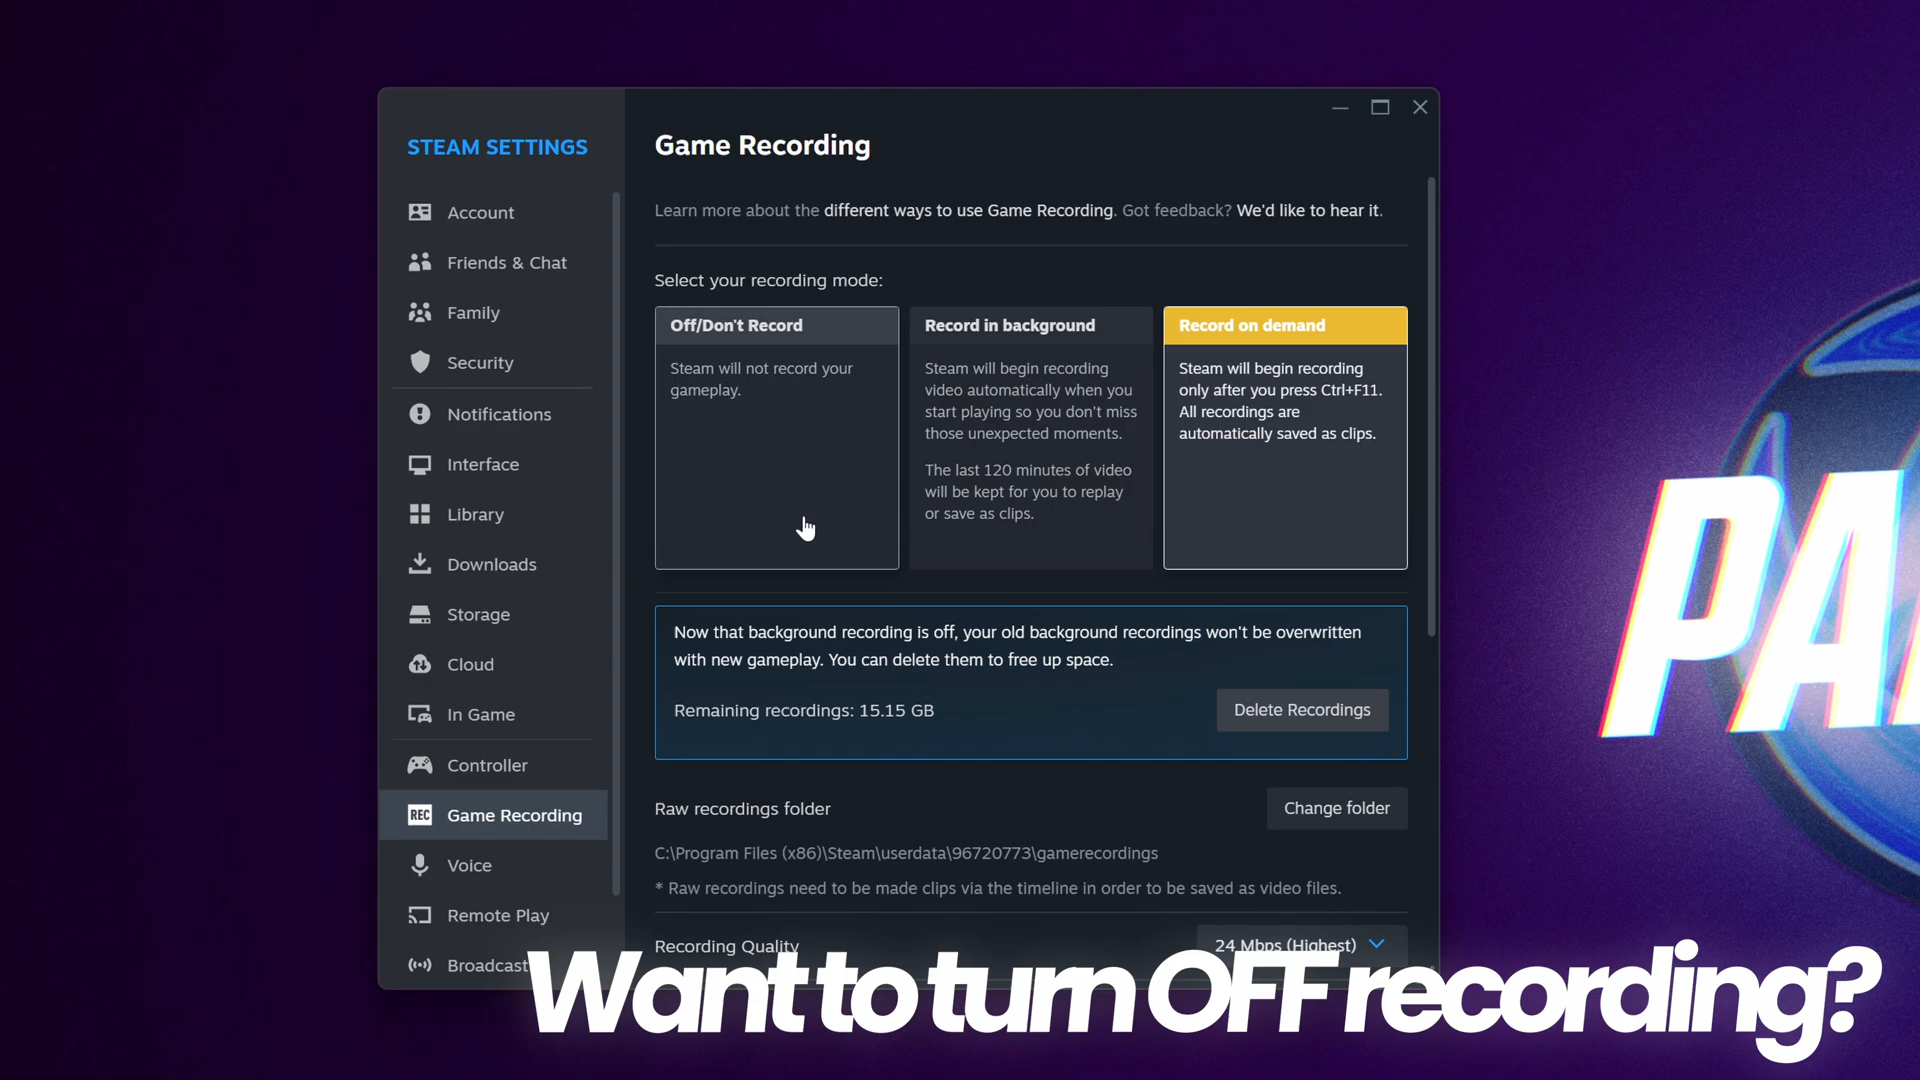 STEAM SETTINGS
Account
Friends & Chat
Family
Security
Notifications
Interface
Library
Downloads
Storage
Cloud
In Game
Controller
REC Game Recording
Voice
Remote Play
Broadcast
Game Recording
Learn more about the different ways to use Game Recording. Got feedback? We'd like to hear it.
Select your recording mode:
Off/Don't Record
Steam will not record your
gameplay.
Record in background
Steam will begin recording
video automatically when you
start playing so you don't miss
those unexpected moments.
The last 120 minutes of video
will be kept for you to replay
or save as clips.
Record on demand
Steam will begin recording
only after you press Ctrl+F11.
All recordings are
automatically saved as clips.
Now that background recording is off, your old background recordings won't be overwritten
with new gameplay. You can delete them to free up space.
Remaining recordings: 15.15 GB
Delete Recordings
Raw recordings folder
Change folder
C:\Program Files (x86)\Steam\userdata\96720773\gamerecordings
* Raw recordings need to be made clips via the timeline in order to be saved as video files.
Recording Quality
24 Mbps (Highest)
Want to turn OFF recording?